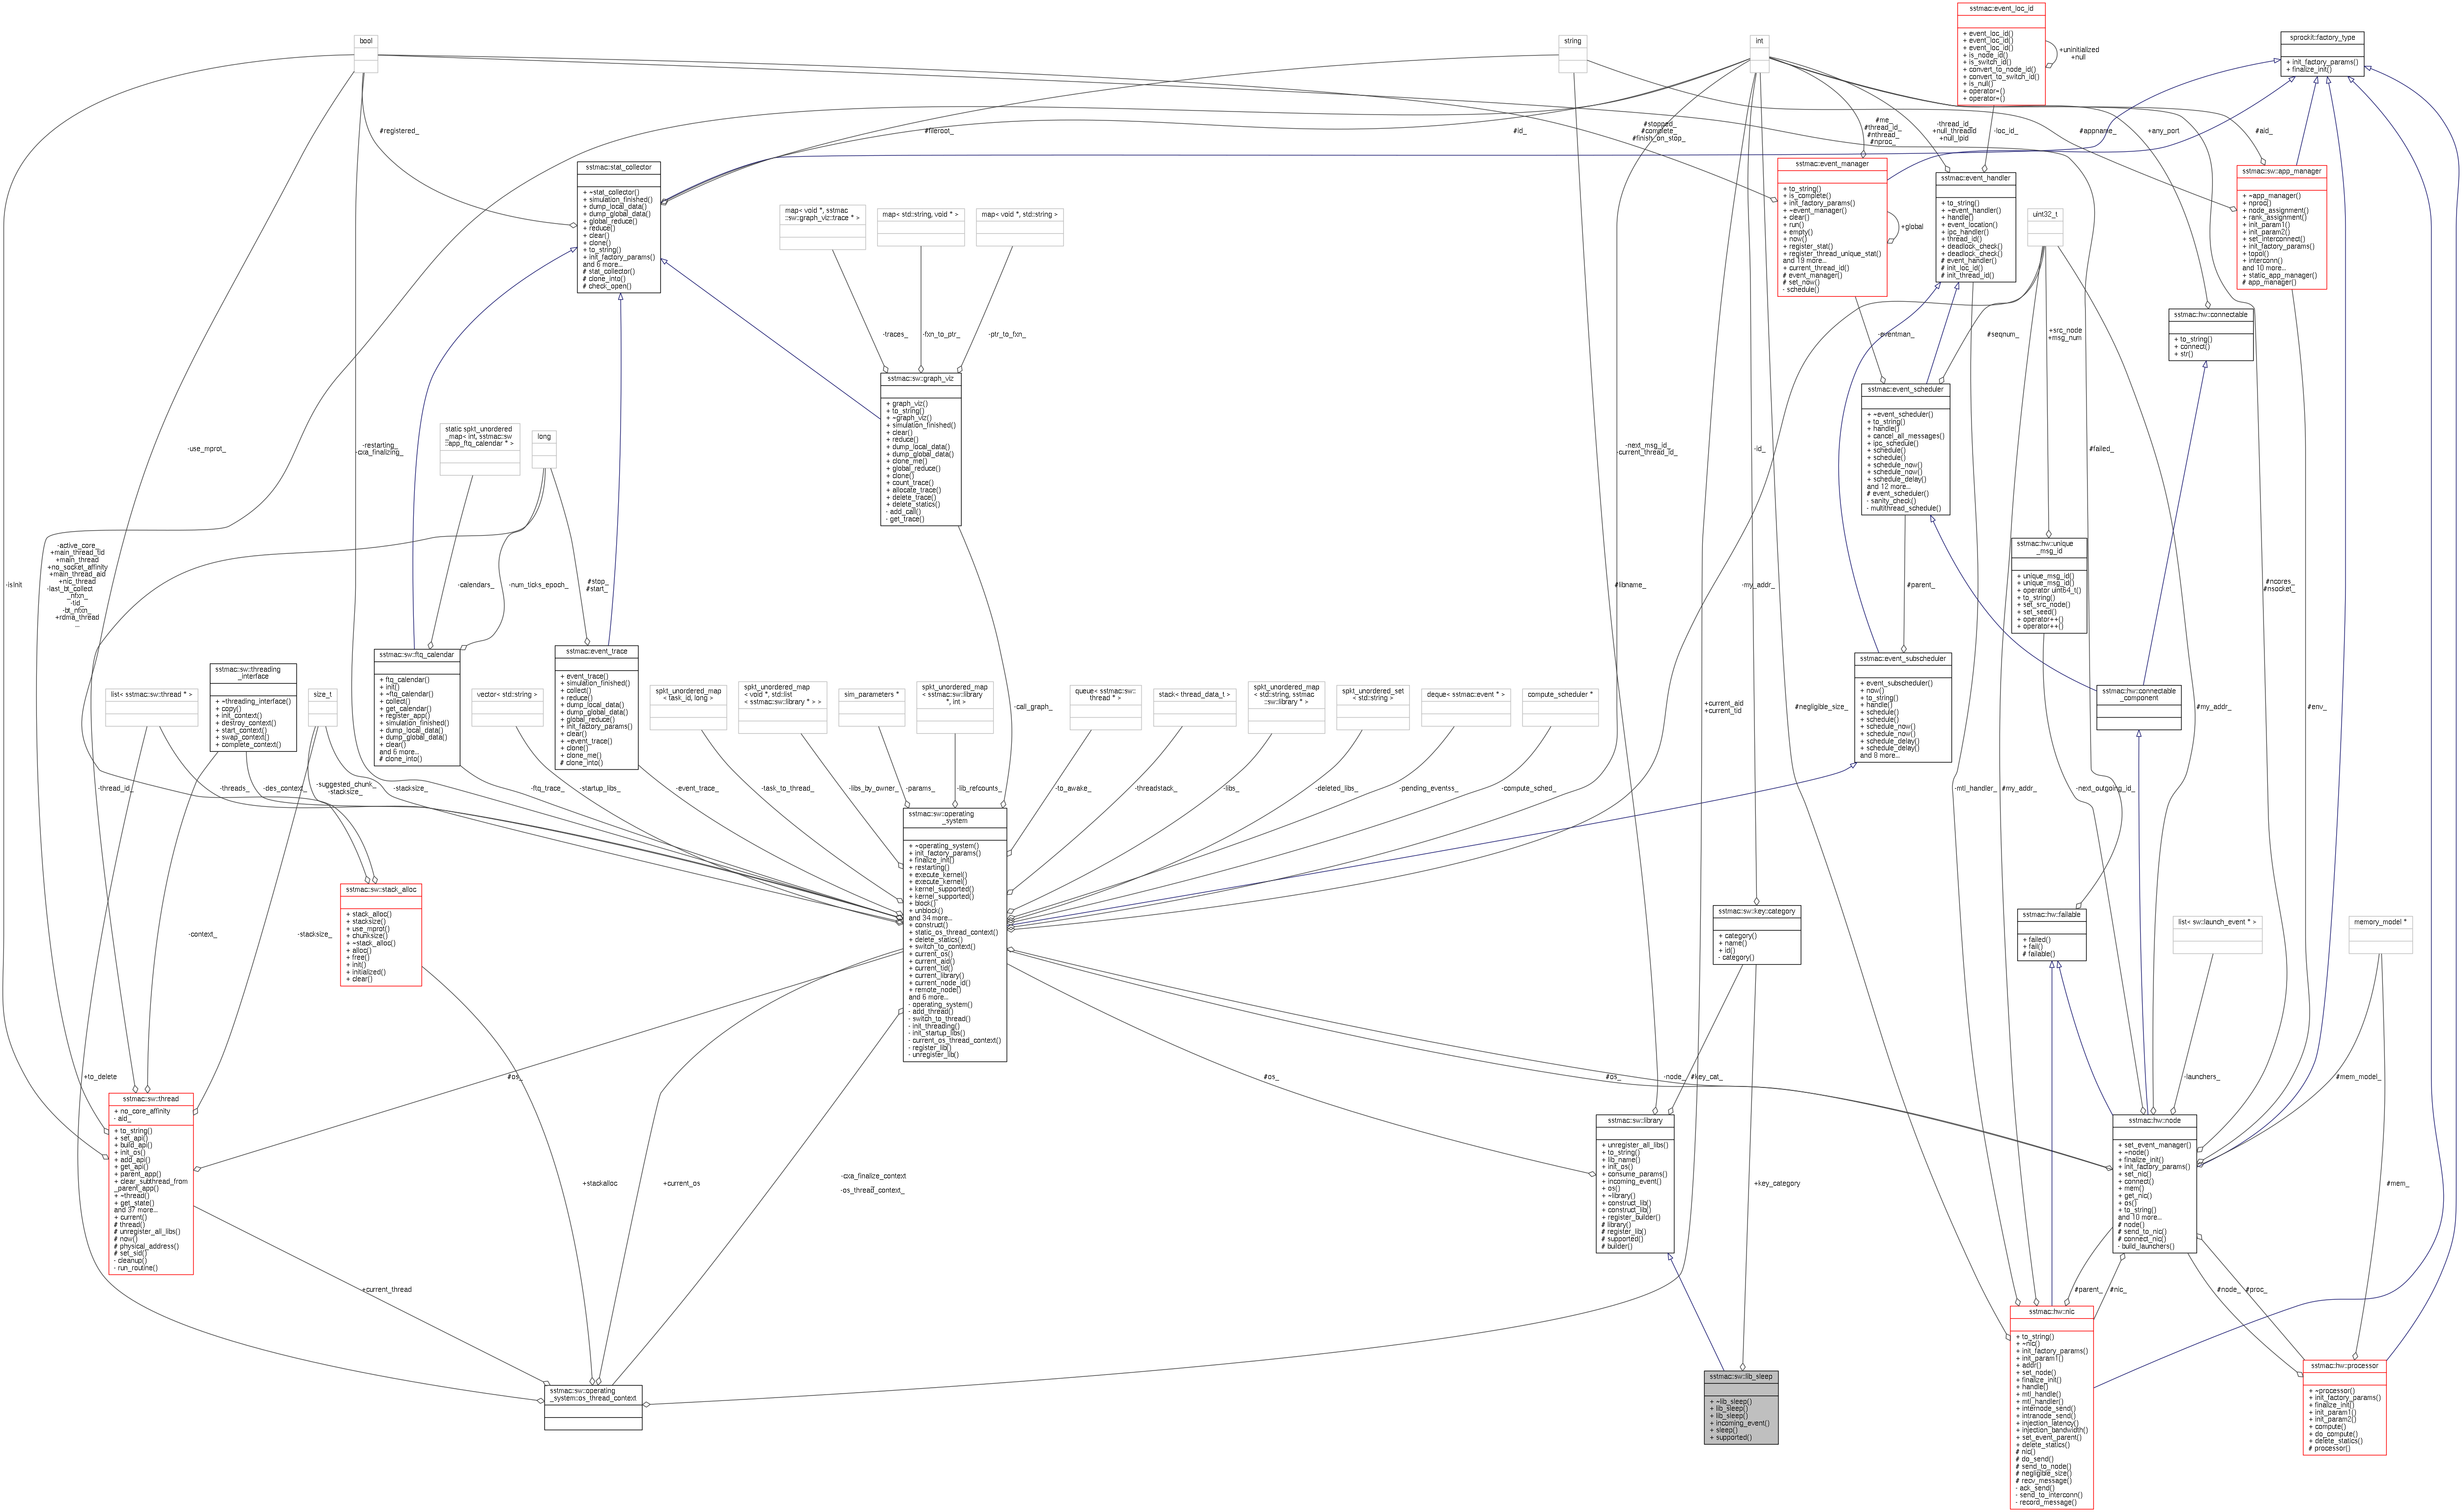 sstmac::event_loc_id
+ event_loc_id()
+ event_loc_id()
+ event_loc_id()
+ is_node_id()
+ is_switch_id()
+ convert_to_node_id()
+ convert_to_switch_id()
+ is_null()
+ operator=()
+ operator=()
+uninitialized
+null
bool
string
int
sprockit::factory_type
+ init_factory_params()
+ finalize_init()
#registered_
#fileroot_
#id_
#stopped_
#complete_
#finish_on_stop_
#me_
#thread_id_
#nthread_
#nproc_
-thread_id_
+null_threadid
+null_lpid
-loc_id_
#appname_
+any_port
#aid_
sstmac::stat_collector
+ ~stat_collector()
+ simulation_finished()
+ dump_local_data()
+ dump_global_data()
+ global_reduce()
+ reduce()
+ clear()
+ clone()
+ to_string()
+ init_factory_params()
and 6 more...
# stat_collector()
# clone_into()
# check_open()
sstmac::event_manager
+ to_string()
+ is_complete()
+ init_factory_params()
+ ~event_manager()
+ clear()
+ run()
+ empty()
+ now()
+ register_stat()
+ register_thread_unique_stat()
and 19 more...
+ current_thread_id()
# event_manager()
# set_now()
- schedule()
+global
sstmac::event_handler
+ to_string()
+ ~event_handler()
+ handle()
+ event_location()
+ ipc_handler()
+ thread_id()
+ deadlock_check()
+ deadlock_check()
# event_handler()
# init_loc_id()
# init_thread_id()
sstmac::sw::app_manager
+ ~app_manager()
+ nproc()
+ node_assignment()
+ rank_assignment()
+ init_param1()
+ init_param2()
+ set_interconnect()
+ init_factory_params()
+ topol()
+ interconn()
and 10 more...
+ static_app_manager()
# app_manager()
map< void *, sstmac
::sw::graph_viz::trace * >
map< std::string, void * >
map< void *, std::string >
uint32_t
sstmac::hw::connectable
+ to_string()
+ connect()
+ str()
-traces_
-fxn_to_ptr_
-ptr_to_fxn_
-eventman_
#seqnum_
+src_node
+msg_num
sstmac::sw::graph_viz
+ graph_viz()
+ to_string()
+ ~graph_viz()
+ simulation_finished()
+ clear()
+ reduce()
+ dump_local_data()
+ dump_global_data()
+ clone_me()
+ global_reduce()
+ clone()
+ count_trace()
+ allocate_trace()
+ delete_trace()
+ delete_statics()
- add_call()
- get_trace()
sstmac::event_scheduler
+ ~event_scheduler()
+ to_string()
+ handle()
+ cancel_all_messages()
+ ipc_schedule()
+ schedule()
+ schedule()
+ schedule_now()
+ schedule_now()
+ schedule_delay()
and 12 more...
# event_scheduler()
- sanity_check()
- multithread_schedule()
static spkt_unordered
_map< int, sstmac::sw
::app_ftq_calendar * >
long
-use_mprot_
-restarting_
-cxa_finalizing_
-next_msg_id_
-current_thread_id_
-id_
#failed_
sstmac::hw::unique
_msg_id
+ unique_msg_id()
+ unique_msg_id()
+ operator uint64_t()
+ to_string()
+ set_src_node()
+ set_seed()
+ operator++()
+ operator++()
-active_core_
+main_thread_tid
+main_thread
+no_socket_affinity
+main_thread_aid
+nic_thread
-last_bt_collect
_nfxn_
-tid_
-bt_nfxn_
+rdma_thread
...
-isInit
-calendars_
-num_ticks_epoch_
#stop_
#start_
#libname_
-my_addr_
#parent_
#ncores_
#nsocket_
list< sstmac::sw::thread * >
sstmac::sw::threading
_interface
+ ~threading_interface()
+ copy()
+ init_context()
+ destroy_context()
+ start_context()
+ swap_context()
+ complete_context()
size_t
sstmac::sw::ftq_calendar
+ ftq_calendar()
+ init()
+ ~ftq_calendar()
+ collect()
+ get_calendar()
+ register_app()
+ simulation_finished()
+ dump_local_data()
+ dump_global_data()
+ clear()
and 6 more...
# clone_into()
vector< std::string >
sstmac::event_trace
+ event_trace()
+ simulation_finished()
+ collect()
+ reduce()
+ dump_local_data()
+ dump_global_data()
+ global_reduce()
+ init_factory_params()
+ clear()
+ ~event_trace()
+ clone()
+ clone_me()
# clone_into()
spkt_unordered_map
< task_id, long >
spkt_unordered_map
< void *, std::list
< sstmac::sw::library * > >
sim_parameters *
spkt_unordered_map
< sstmac::sw::library
*, int >
-call_graph_
queue< sstmac::sw::
thread * >
stack< thread_data_t >
spkt_unordered_map
< std::string, sstmac
::sw::library * >
spkt_unordered_set
< std::string >
deque< sstmac::event * >
compute_scheduler *
+current_aid
+current_tid
#negligible_size_
sstmac::event_subscheduler
+ event_subscheduler()
+ now()
+ to_string()
+ handle()
+ schedule()
+ schedule()
+ schedule_now()
+ schedule_now()
+ schedule_delay()
+ schedule_delay()
and 8 more...
sstmac::hw::connectable
_component
#my_addr_
#env_
-thread_id_
-threads_
-des_context_
-suggested_chunk_
-stacksize_
-stacksize_
-ftq_trace_
-startup_libs_
-event_trace_
-task_to_thread_
-libs_by_owner_
-params_
-lib_refcounts_
-to_awake_
-threadstack_
-libs_
-deleted_libs_
-pending_eventss_
-compute_sched_
-mtl_handler_
#my_addr_
-next_outgoing_id_
sstmac::sw::operating
_system
+ ~operating_system()
+ init_factory_params()
+ finalize_init()
+ restarting()
+ execute_kernel()
+ execute_kernel()
+ kernel_supported()
+ kernel_supported()
+ block()
+ unblock()
and 34 more...
+ construct()
+ static_os_thread_context()
+ delete_statics()
+ switch_to_context()
+ current_os()
+ current_aid()
+ current_tid()
+ current_library()
+ current_node_id()
+ remote_node()
and 6 more...
- operating_system()
- add_thread()
- switch_to_thread()
- init_threading()
- init_startup_libs()
- current_os_thread_context()
- register_lib()
- unregister_lib()
sstmac::sw::stack_alloc
+ stack_alloc()
+ stacksize()
+ use_mprot()
+ chunksize()
+ ~stack_alloc()
+ alloc()
+ free()
+ init()
+ initialized()
+ clear()
-context_
-stacksize_
sstmac::sw::key::category
+ category()
+ name()
+ id()
- category()
sstmac::hw::failable
+ failed()
+ fail()
# failable()
list< sw::launch_event * >
memory_model *
+to_delete
#os_
#os_
#os_
-node_
#key_cat_
-launchers_
#mem_model_
sstmac::sw::thread
+ no_core_affinity
- aid_
+ to_string()
+ set_api()
+ build_api()
+ init_os()
+ add_api()
+ get_api()
+ parent_app()
+ clear_subthread_from
_parent_app()
+ ~thread()
+ get_state()
and 37 more...
+ current()
# thread()
# unregister_all_libs()
# now()
# physical_address()
# set_sid()
- cleanup()
- run_routine()
sstmac::sw::library
+ unregister_all_libs()
+ to_string()
+ lib_name()
+ init_os()
+ consume_params()
+ incoming_event()
+ os()
+ ~library()
+ construct_lib()
+ construct_lib()
+ register_builder()
# library()
# register_lib()
# supported()
# builder()
sstmac::hw::node
+ set_event_manager()
+ ~node()
+ finalize_init()
+ init_factory_params()
+ set_nic()
+ connect()
+ mem()
+ get_nic()
+ os()
+ to_string()
and 10 more...
# node()
# send_to_nic()
# connect_nic()
- build_launchers()
+stackalloc
+current_os
-cxa_finalize_context
_
-os_thread_context_
+key_category
#mem_
+current_thread
#parent_
#nic_
#node_
#proc_
sstmac::sw::operating
_system::os_thread_context
sstmac::sw::lib_sleep
+ ~lib_sleep()
+ lib_sleep()
+ lib_sleep()
+ incoming_event()
+ sleep()
+ supported()
sstmac::hw::nic
+ to_string()
+ ~nic()
+ init_factory_params()
+ init_param1()
+ addr()
+ set_node()
+ finalize_init()
+ handle()
+ mtl_handle()
+ mtl_handler()
+ internode_send()
+ intranode_send()
+ injection_latency()
+ injection_bandwidth()
+ set_event_parent()
+ delete_statics()
# nic()
# do_send()
# send_to_node()
# negligible_size()
# recv_message()
- ack_send()
- send_to_interconn()
- record_message()
sstmac::hw::processor
+ ~processor()
+ init_factory_params()
+ finalize_init()
+ init_param1()
+ init_param2()
+ compute()
+ do_compute()
+ delete_statics()
# processor()